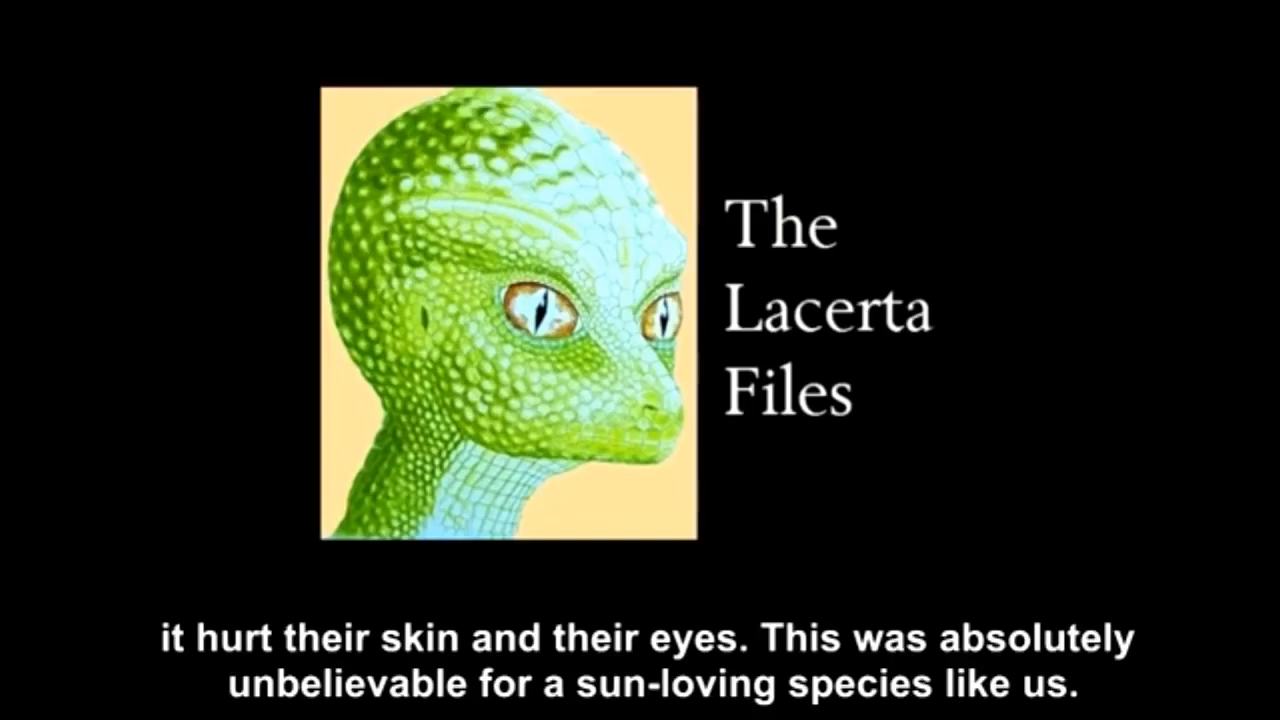 The
Lacerta
Files
it hurt their skin and their eyes. This was absolutely
unbelievable for a sun-loving species like us.